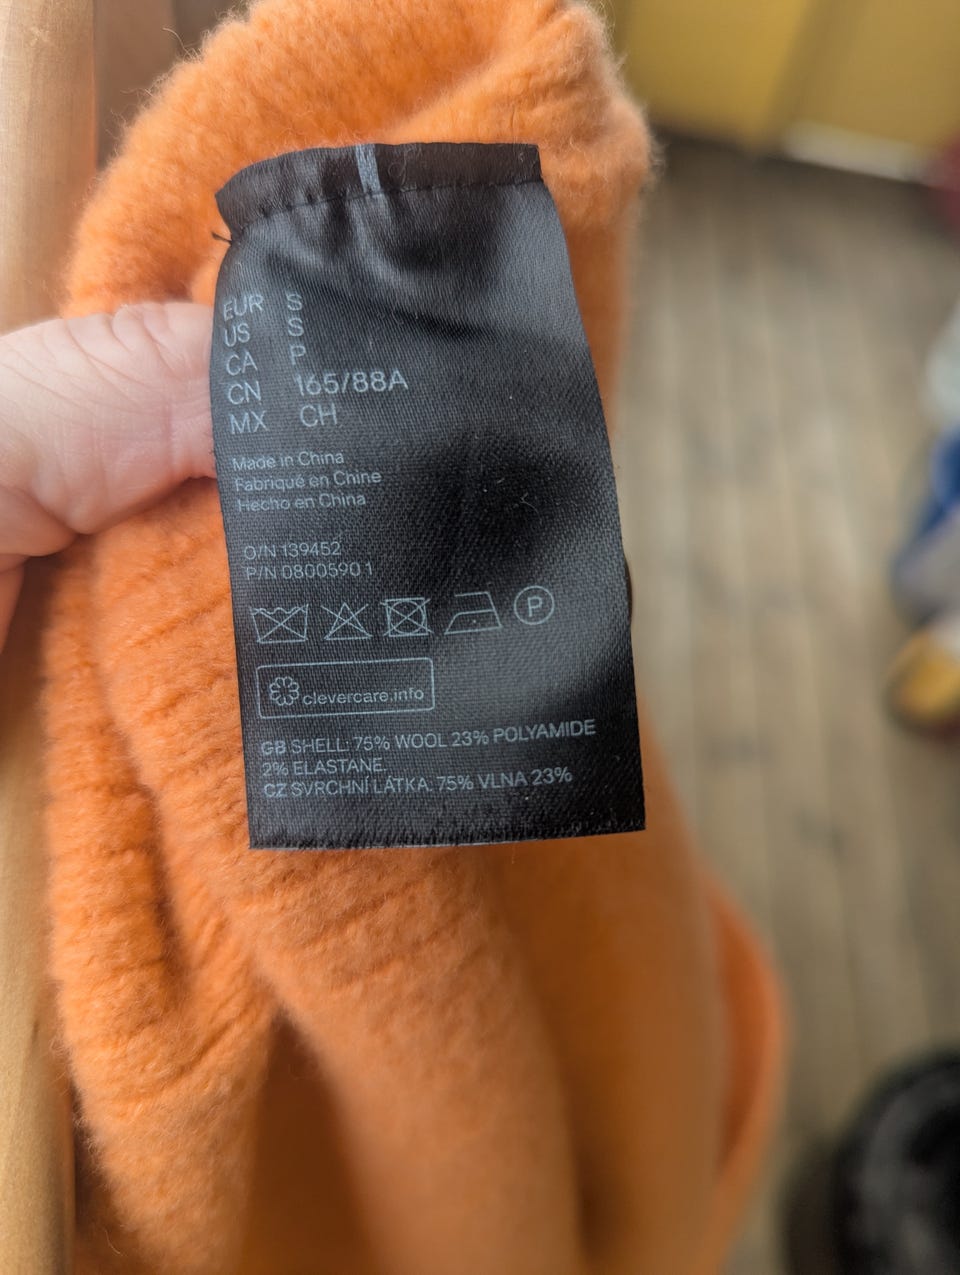 EUR S
US S
CA P
CN 165/88A
MX CH
Made in China
Fabriqué en Chine
Hecho en China
O/N 139452
P/N 08005901
P
clevercare.info
GB SHELL: 75% WOOL 23% POLYAMIDE
2% ELASTANE.
CZ SVRCHNÍ LÁTKA: 75% VLNA 23%